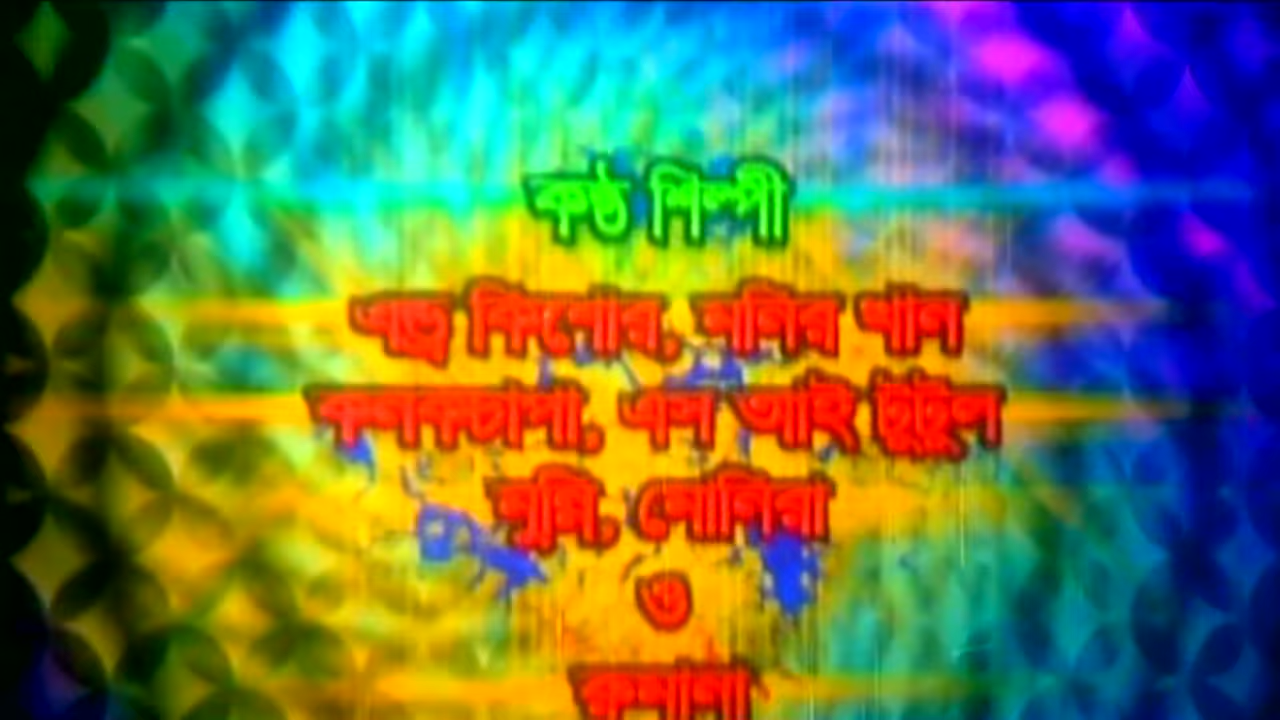 কণ্ঠ শিল্পী
এন্ড্রু কিশোর, মনির খান
কনকচাপা, এস আই টুটুল
মুন্নি, মোনিরা
ও